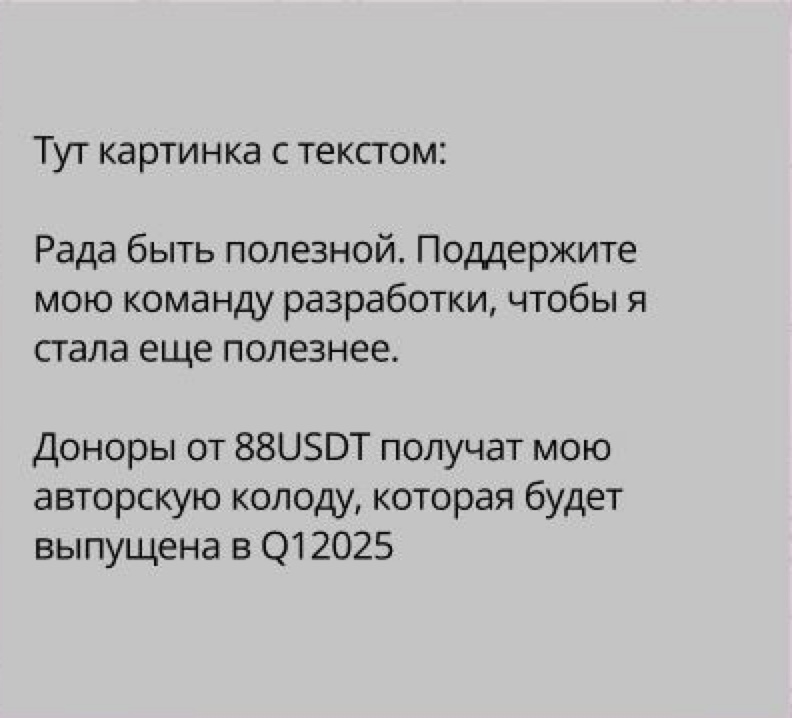 Тут картинка с текстом:
Рада быть полезной. Поддержите
мою команду разработки, чтобы я
стала еще полезнее.
Доноры от 88USDT получат мою
авторскую колоду, которая будет
выпущена в Q12025